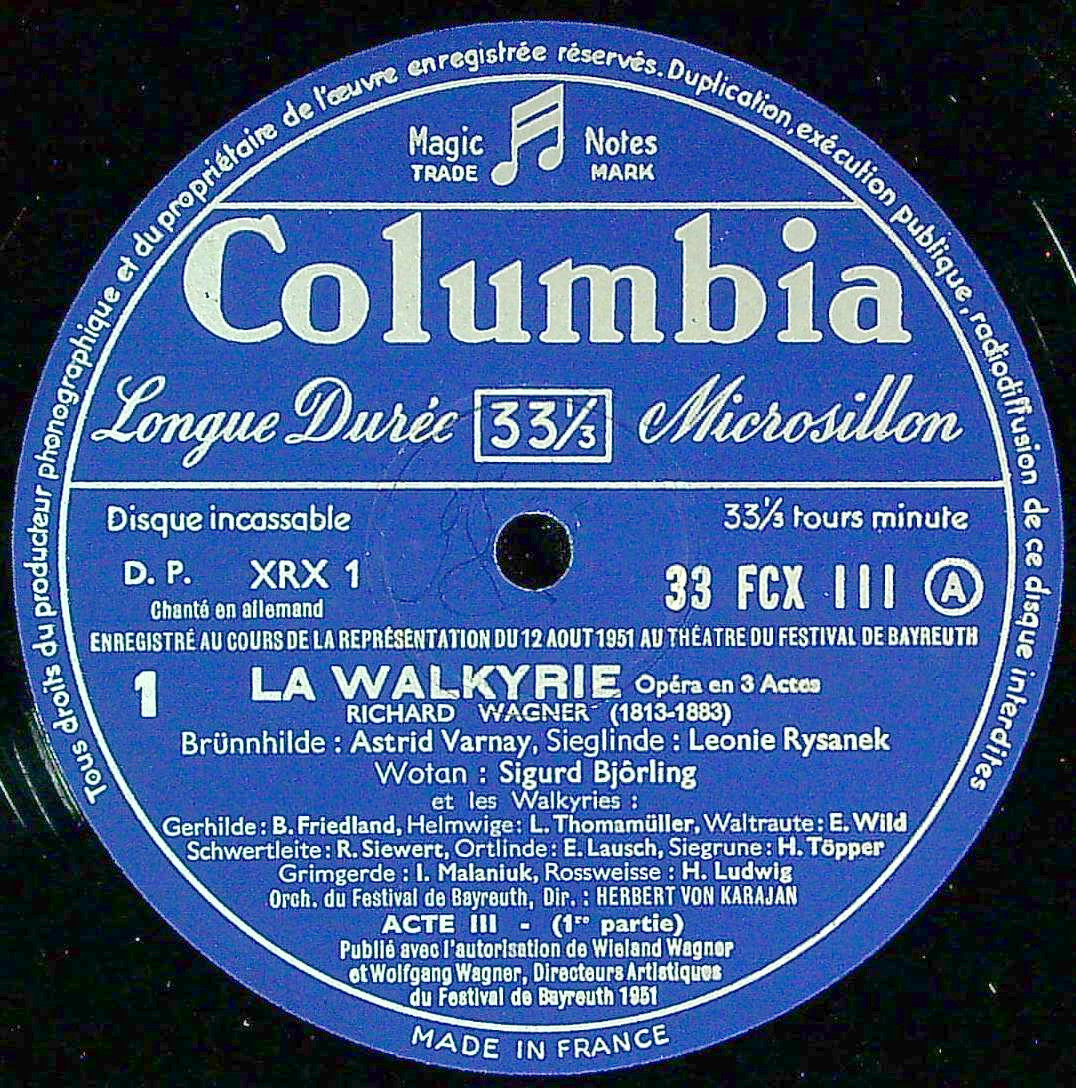 Tous droits du producteur phonographique et du propriétaire de l'œuvre enregistrée réservés. Duplication, exécution publique, radiodiffusion de ce disque interdites
Magic Notes
TRADE MARK
Columbia
Longue Durée 33 1/3 Microsillon
Disque incassable 33 1/3 tours minute
D. P. XRX 1 33 FCX 111 A
Chanté en allemand
ENREGISTRÉ AU COURS DE LA REPRÉSENTATION DU 12 AOUT 1951 AU THÉATRE DU FESTIVAL DE BAYREUTH
1 LA WALKYRIE Opéra en 3 Actes
RICHARD WAGNER (1813-1883)
Brünnhilde : Astrid Varnay, Sieglinde : Leonie Rysanek
Wotan : Sigurd Björling
et les Walkyries :
Gerhilde : B. Friedland, Helmwige : L. Thomamüller, Waltraute : E. Wild
Schwertleite : R. Siewert, Ortlinde : E. Lausch, Siegrune : H. Töpper
Grimgerde : I. Malaniuk, Rossweisse : H. Ludwig
Orch. du Festival de Bayreuth, Dir. : HERBERT VON KARAJAN
ACTE III - (1re partie)
Publié avec l'autorisation de Wieland Wagner
et Wolfgang Wagner, Directeurs Artistiques
du Festival de Bayreuth 1951
MADE IN FRANCE